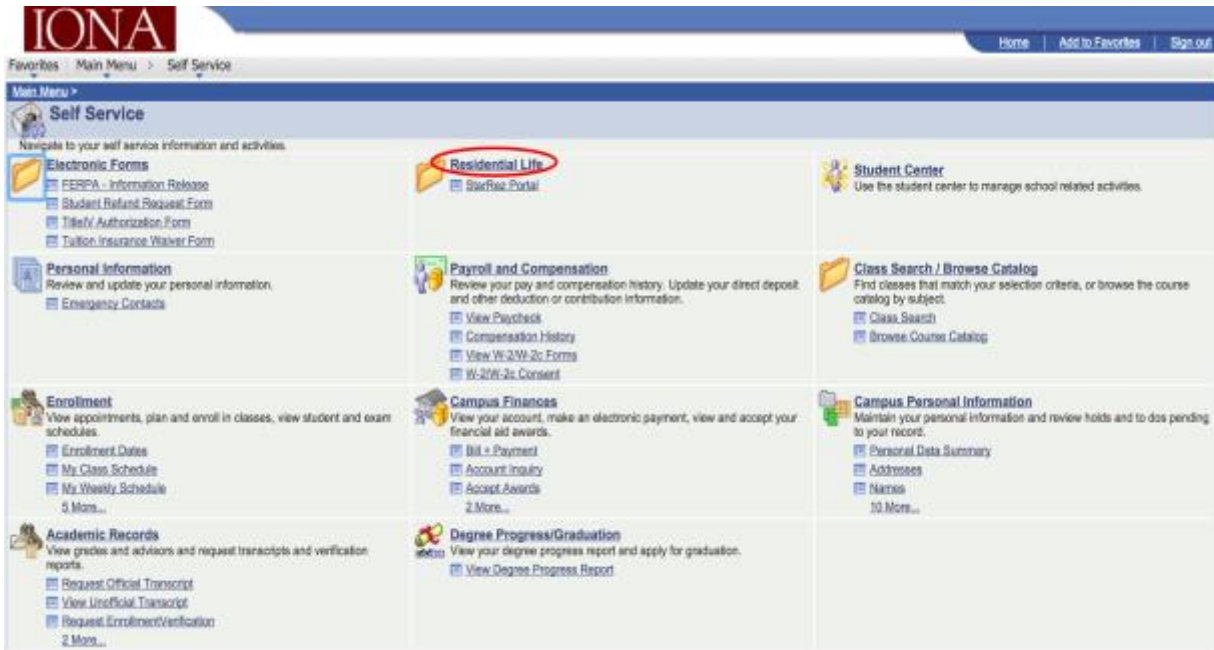 IONA
Home | Add to Favorites | Sign out
Favorites Main Menu > Self Service
Main Menu >
Self Service
Navigate to your self service information and activities.
Electronic Forms
FERPA - Information Release
Student Refund Request Form
TitleIV Authorization Form
Tuition Insurance Waiver Form
Residential Life
StarRez Portal
Student Center
Use the student center to manage school related activities.
Personal Information
Review and update your personal information.
Emergency Contacts
Payroll and Compensation
Review your pay and compensation history. Update your direct deposit
and other deduction or contribution information.
View Paycheck
Compensation History
View W-2/W-2c Forms
W-2/W-2c Consent
Class Search / Browse Catalog
Find classes that match your selection criteria, or browse the course
catalog by subject.
Class Search
Browse Course Catalog
Enrollment
View appointments, plan and enroll in classes, view student and exam
schedules.
Enrollment Dates
My Class Schedule
My Weekly Schedule
5 More...
Campus Finances
View your account, make an electronic payment, view and accept your
financial aid awards.
Bill + Payment
Account Inquiry
Accept Awards
2 More...
Campus Personal Information
Maintain your personal information and review holds and to dos pending
to your record.
Personal Data Summary
Addresses
Names
10 More...
Academic Records
View grades and advisors and request transcripts and verification
reports.
Request Official Transcript
View Unofficial Transcript
Request EnrollmentVerification
2 More...
Degree Progress/Graduation
View your degree progress report and apply for graduation.
View Degree Progress Report